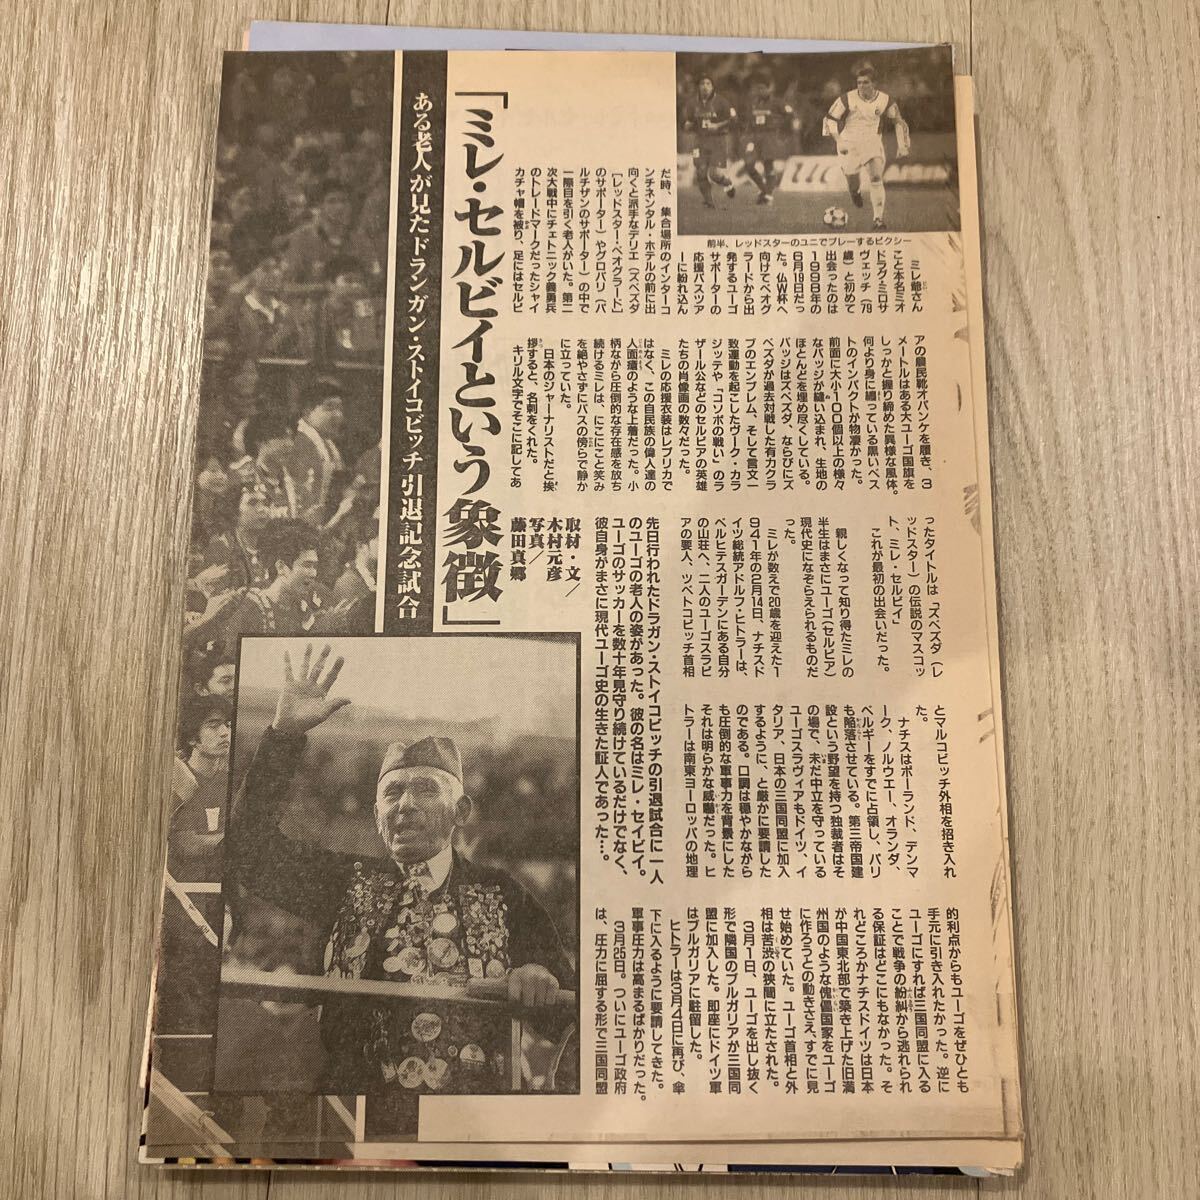 「ミレ・セルビイという象徴」
ある老人が見たドランガン・ストイコビッチ引退記念試合
取材・文／
木村元彦
写真／
藤田真郷
先日行われたドラガン・ストイコビッチの引退試合に一人
のユーゴの老人の姿があった。彼の名はミレ・セイビイ。
ユーゴのサッカーを数十年見守り続けているだけでなく、
彼自身がまさに現代ユーゴ史の生きた証人であった…。
前半、レッドスターのユニでプレーするピクシー
ミレ爺さん
こと本名ミオ
ドラグ・ミロサ
ヴェッチ（79
歳）と初めて
出会ったのは
1998年の
6月19日だっ
た。仏W杯へ
向けてベオグ
ラードから出
発するユーゴ
サポーターの
応援バスツア
ーに紛れ込ん
だ時、集合場所のインターコ
ンチネンタル・ホテルの前に出
向くと派手なデリエ（ズベズダ
［レッドスター・ベオグラード］
のサポーター）やグロバリ（パ
ルチザンのサポーター）の中で
一際目を引く老人がいた。第二
次大戦中にチェトニック義勇兵
のトレードマークだったシャイ
カチャ帽を被り、足にはセルビ
アの農民靴オパンケを履き、3
メートルはある大ユーゴ国旗を
しっかと握り締めた異様な風体。
何より身に纏っている黒いベス
トのインパクトが物凄かった。
前面に大小100個以上の様々
なバッジが縫い込まれ、生地の
ほとんどを埋め尽くしている。
バッジはズベズダ、ならびにズ
ベズダが過去対戦した有力クラ
ブのエンブレム、そして言文一
致運動を起こしたヴーク・カラ
ジッテや「コソボの戦い」のラ
ザール公などのセルビアの英雄
たちの肖像画の数々だった。
ミレの応援衣装はレプリカで
はなく、この自民族の偉人達の
人面瘡のような上着だった。小
柄ながら圧倒的な存在感を放ち
続けるミレは、にこにこと笑み
を絶やさずにバスの傍らで静か
に立っていた。
日本のジャーナリストだと挨
拶すると、名刺をくれた。
キリル文字でそこに記してあ
ったタイトルは「ズベズダ（レ
ッドスター）の伝説のマスコッ
ト、ミレ・セルビイ」
これが最初の出会いだった。
親しくなって知り得たミレの
半生はまさにユーゴ（セルビア）
現代史になぞらえられるものだ
った。
ミレが数えで20歳を迎えた1
941年の2月14日、ナチスド
イツ総統アドルフ・ヒトラーは、
ベルヒテスガーデンにある自分
の山荘へ、二人のユーゴスラビ
アの要人、ツベトコビッチ首相
とマルコビッチ外相を招き入れ
た。
ナチスはポーランド、デンマ
ーク、ノルウエー、オランダ、
ベルギーをすでに占領し、パリ
も陥落させている。第三帝国建
設という野望を持つ独裁者はそ
の場で、未だ中立を守っている
ユーゴスラヴィアもドイツ、イ
タリア、日本の三国同盟に加入
するように、と厳かに要請した
のである。口調は穏やかながら
も圧倒的な軍事力を背景にした
それは明らかな威嚇だった。ヒ
トラーは南東ヨーロッパの地理
的利点からもユーゴをぜひとも
手元に引き入れたかった。逆に
ユーゴにすれば三国同盟に入る
ことで戦争の紛糾から逃れられ
る保証はどこにもなかった。そ
れどころかナチスドイツは日本
が中国東北部で築き上げた旧満
州国のような傀儡国家をユーゴ
に作ろうとの動きさえ、すでに見
せ始めていた。ユーゴ首相と外
相は苦渋の狭間に立たされた。
3月1日、ユーゴを出し抜く
形で隣国のブルガリアが三国同
盟に加入した。即座にドイツ軍
はブルガリアに駐留した。
ヒトラーは3月4日に再び、傘
下に入るように要請してきた。
軍事圧力は高まるばかりだった。
3月25日。ついにユーゴ政府
は、圧力に屈する形で三国同盟